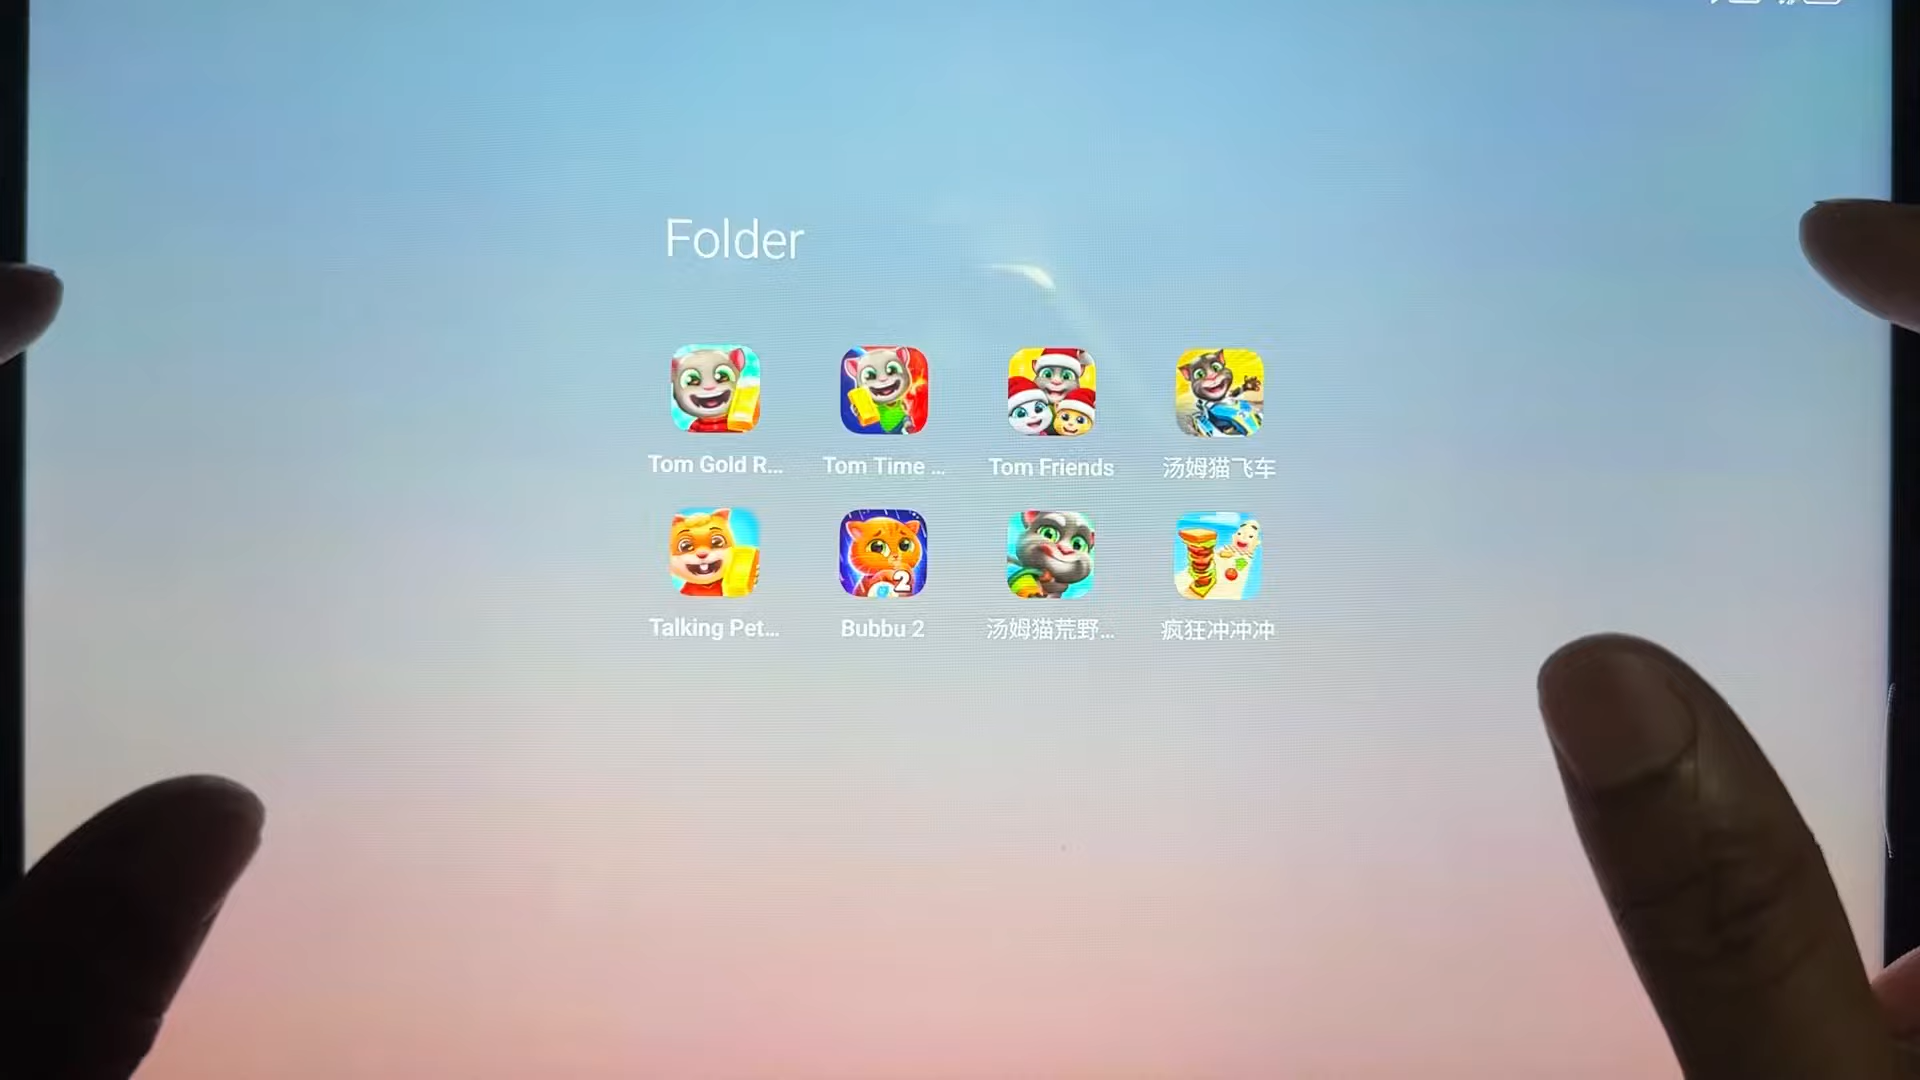 Folder
Tom Gold R...
Tom Time ...
Tom Friends
汤姆猫飞车
Talking Pet...
Bubbu 2
汤姆猫荒野...
疯狂冲冲冲
2